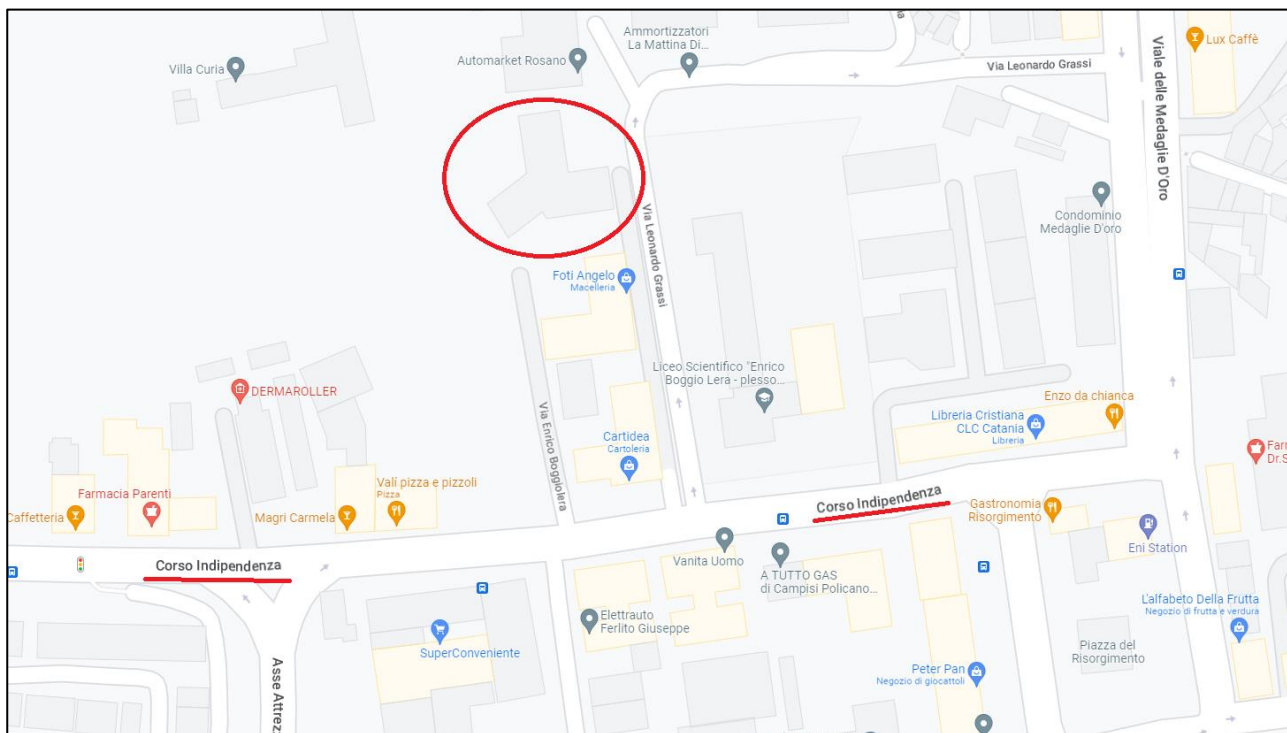 Lux Caffè
Ammortizzatori
La Mattina Di...
Villa Curia
Automarket Rosano
Via Leonardo Grassi
Viale delle Medaglie D'Oro
Condominio
Medaglie D'oro
Via Leonardo Grassi
Foti Angelo
Macelleria
Liceo Scientifico "Enrico
Boggio Lera - plesso...
DERMAROLLER
Enzo da chianca
Via Enrico Boggiolera
Libreria Cristiana
CLC Catania
Libreria
Cartidea
Cartoleria
Farmacia Parenti
Valí pizza e pizzoli
Pizza
Caffetteria
Magri Carmela
Corso Indipendenza
Gastronomia
Risorgimento
Eni Station
Vanita Uomo
Corso Indipendenza
A TUTTO GAS
di Campisi Policano...
L'alfabeto Della Frutta
Negozio di frutta e verdura
Elettrauto
Ferlito Giuseppe
SuperConveniente
Piazza del
Risorgimento
Peter Pan
Negozio di giocattoli
Asse Attrez